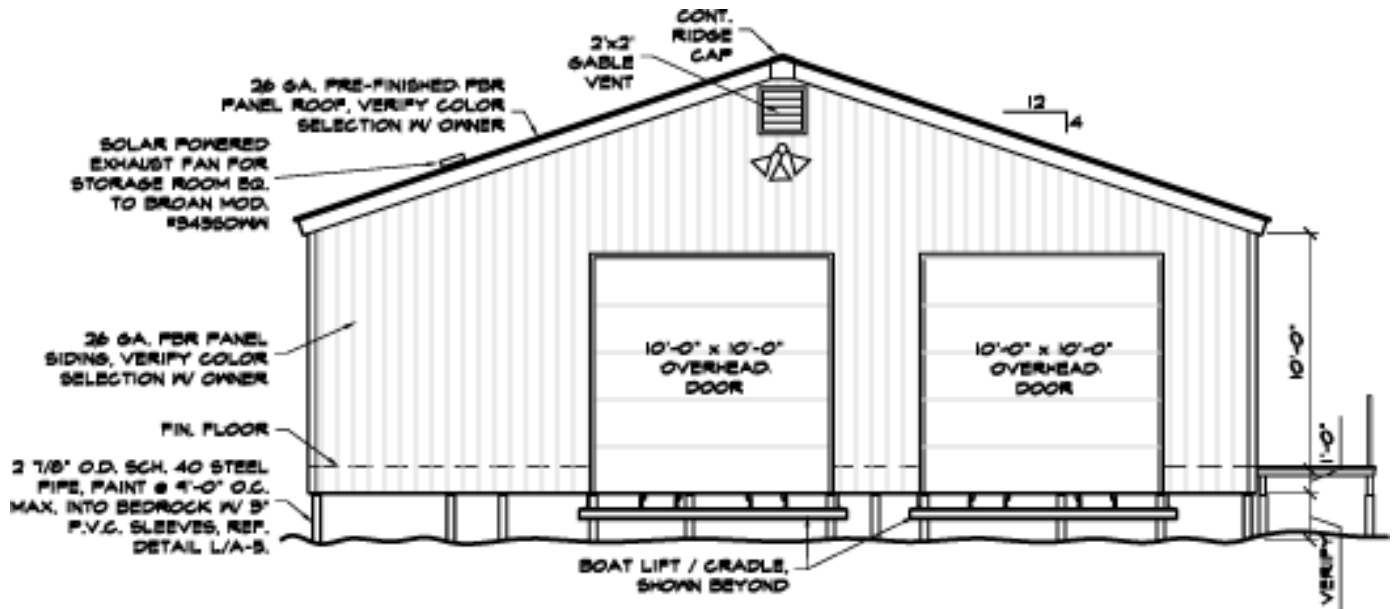 CONT.
RIDGE
CAP
2'x2'
GABLE
VENT
26 GA. PRE-FINISHED PBR
PANEL ROOF, VERIFY COLOR
SELECTION W/ OWNER
12
4
SOLAR POWERED
EXHAUST FAN FOR
STORAGE ROOM EQ.
TO BROAN MOD.
26 GA. PBR PANEL
SIDING, VERIFY COLOR
SELECTION W/ OWNER
10'-0" x 10'-0"
OVERHEAD
DOOR
10'-0" x 10'-0"
OVERHEAD
DOOR
10'-0"
FIN. FLOOR
1'-0"
2 7/8" O.D. SCH. 40 STEEL
PIPE, PAINT @ 9'-0" O.C.
MAX, INTO BEDROCK W/ 3"
P.V.C. SLEEVES, REF.
DETAIL L/A-5.
BOAT LIFT / CRADLE,
SHOWN BEYOND
VERIFY